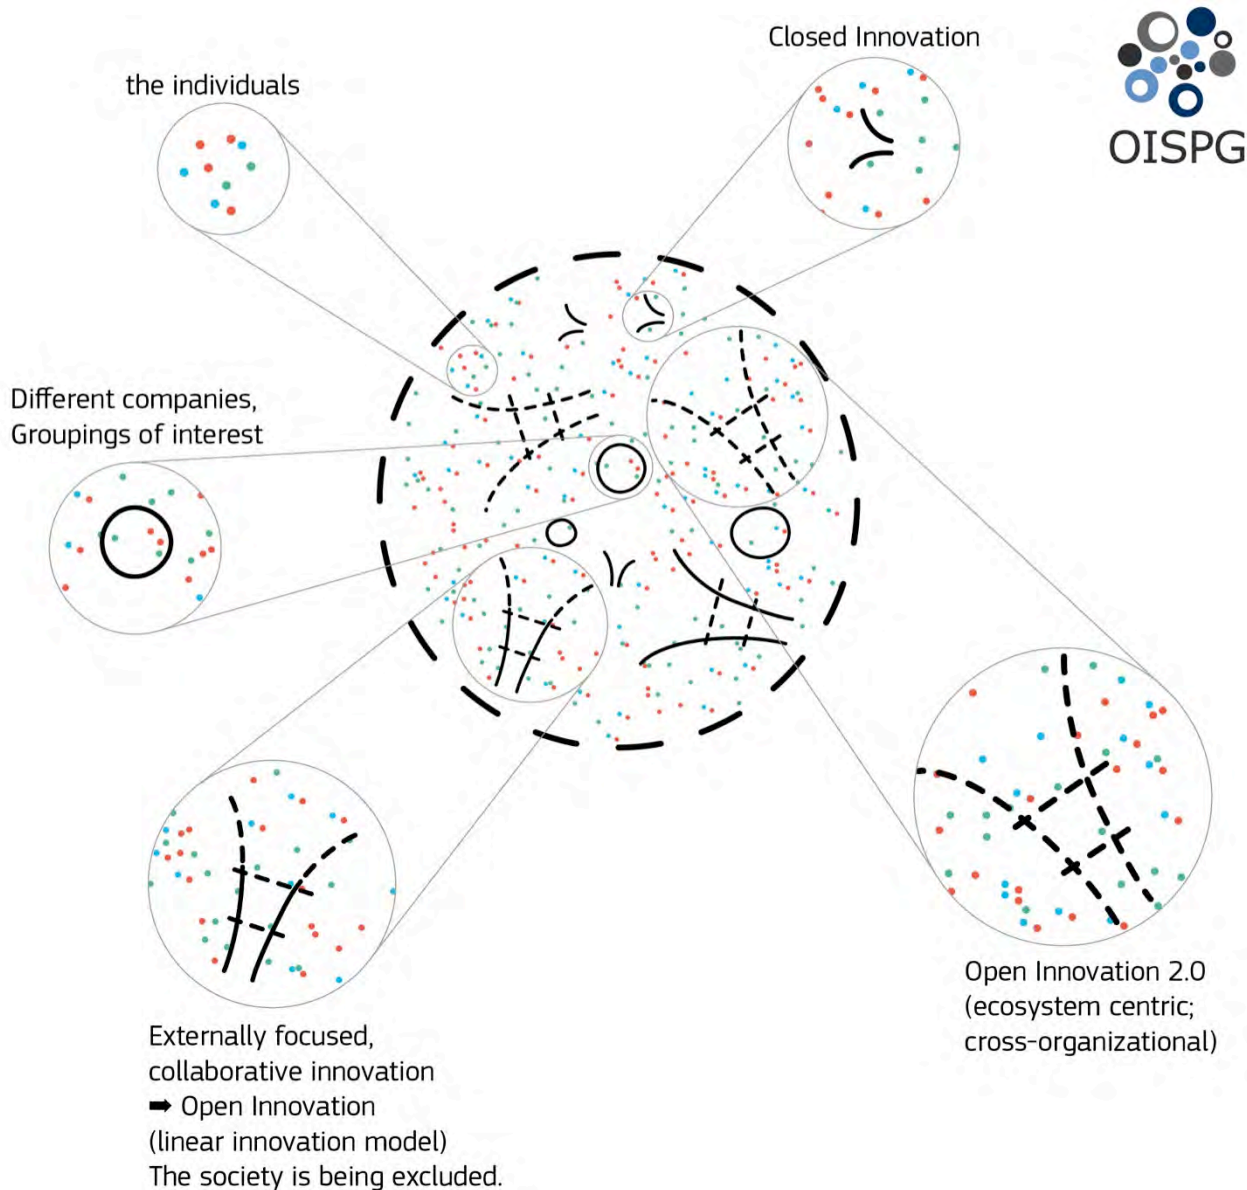 Closed Innovation
the individuals
OISPG
Different companies,
Groupings of interest
Open Innovation 2.0
(ecosystem centric;
cross-organizational)
Externally focused,
collaborative innovation
➡ Open Innovation
(linear innovation model)
The society is being excluded.